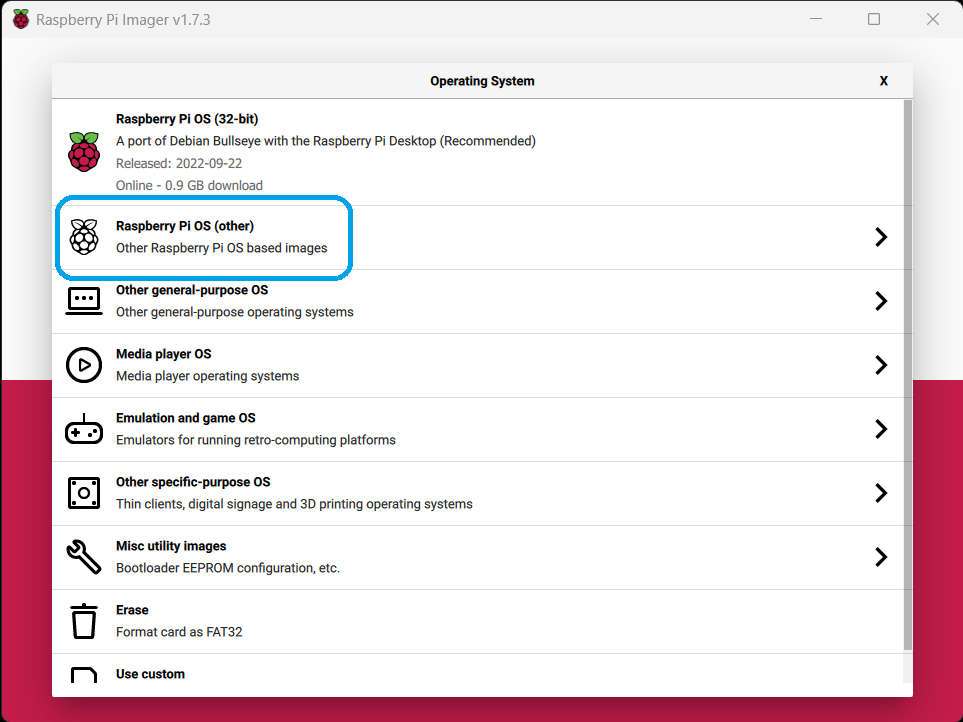 Raspberry Pi Imager v1.7.3
Operating System
X
Raspberry Pi OS (32-bit)
A port of Debian Bullseye with the Raspberry Pi Desktop (Recommended)
Released: 2022-09-22
Online - 0.9 GB download
Raspberry Pi OS (other)
Other Raspberry Pi OS based images
Other general-purpose OS
Other general-purpose operating systems
Media player OS
Media player operating systems
Emulation and game OS
Emulators for running retro-computing platforms
Other specific-purpose OS
Thin clients, digital signage and 3D printing operating systems
Misc utility images
Bootloader EEPROM configuration, etc.
Erase
Format card as FAT32
Use custom